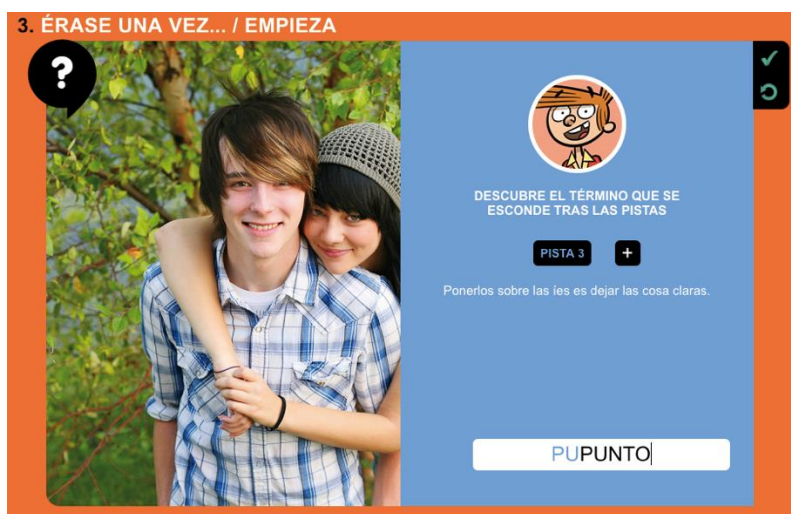 3. ÉRASE UNA VEZ... / EMPIEZA
?
DESCUBRE EL TÉRMINO QUE SE
ESCONDE TRAS LAS PISTAS
PISTA 3 +
Ponerlos sobre las íes es dejar las cosa claras.
PUPUNTO